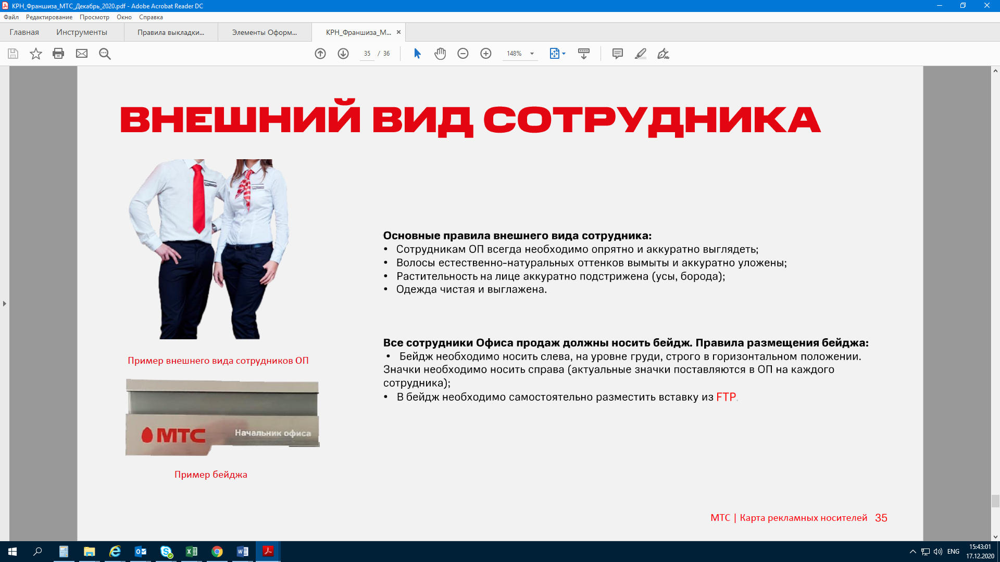 КРН_Франшиза_МТС_Декабрь_2020.pdf - Adobe Acrobat Reader DC
Файл Редактирование Просмотр Окно Справка
Главная Инструменты Правила выкладки... Элементы Оформ... КРН_Франшиза_М...
35 / 36 148%
ВНЕШНИЙ ВИД СОТРУДНИКА
Основные правила внешнего вида сотрудника:
• Сотрудникам ОП всегда необходимо опрятно и аккуратно выглядеть;
• Волосы естественно-натуральных оттенков вымыты и аккуратно уложены;
• Растительность на лице аккуратно подстрижена (усы, борода);
• Одежда чистая и выглажена.
Все сотрудники Офиса продаж должны носить бейдж. Правила размещения бейджа:
• Бейдж необходимо носить слева, на уровне груди, строго в горизонтальном положении.
Значки необходимо носить справа (актуальные значки поставляются в ОП на каждого
сотрудника);
• В бейдж необходимо самостоятельно разместить вставку из FTP.
Пример внешнего вида сотрудников ОП
МТС Начальник офиса
Пример бейджа
МТС | Карта рекламных носителей 35
ENG
15:43:01
17.12.2020